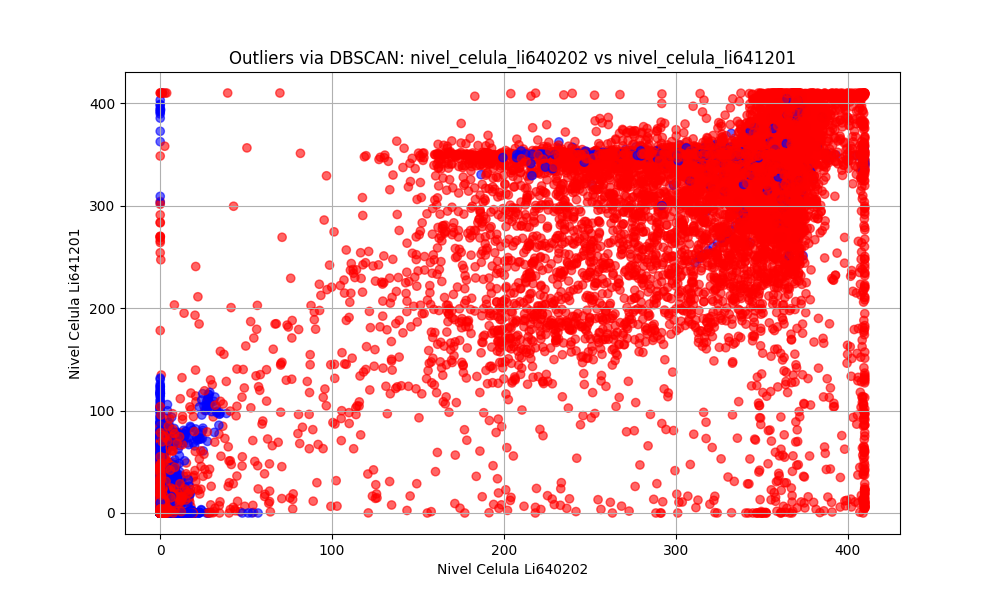 Outliers via DBSCAN: nivel_celula_li640202 vs nivel_celula_li641201
Nivel Celula Li641201
400
300
200
100
0
0 100 200 300 400
Nivel Celula Li640202